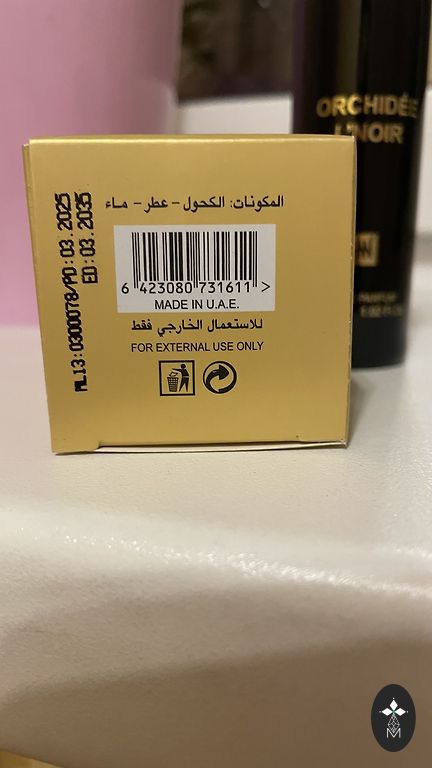 المكونات: الكحول - عطر - ماء
6 423080 731611 >
MADE IN U.A.E.
للاستعمال الخارجي فقط
FOR EXTERNAL USE ONLY
ML13:0300078/PD:03.2025
ED:03.2035
ORCHIDÉE
L'NOIR
M